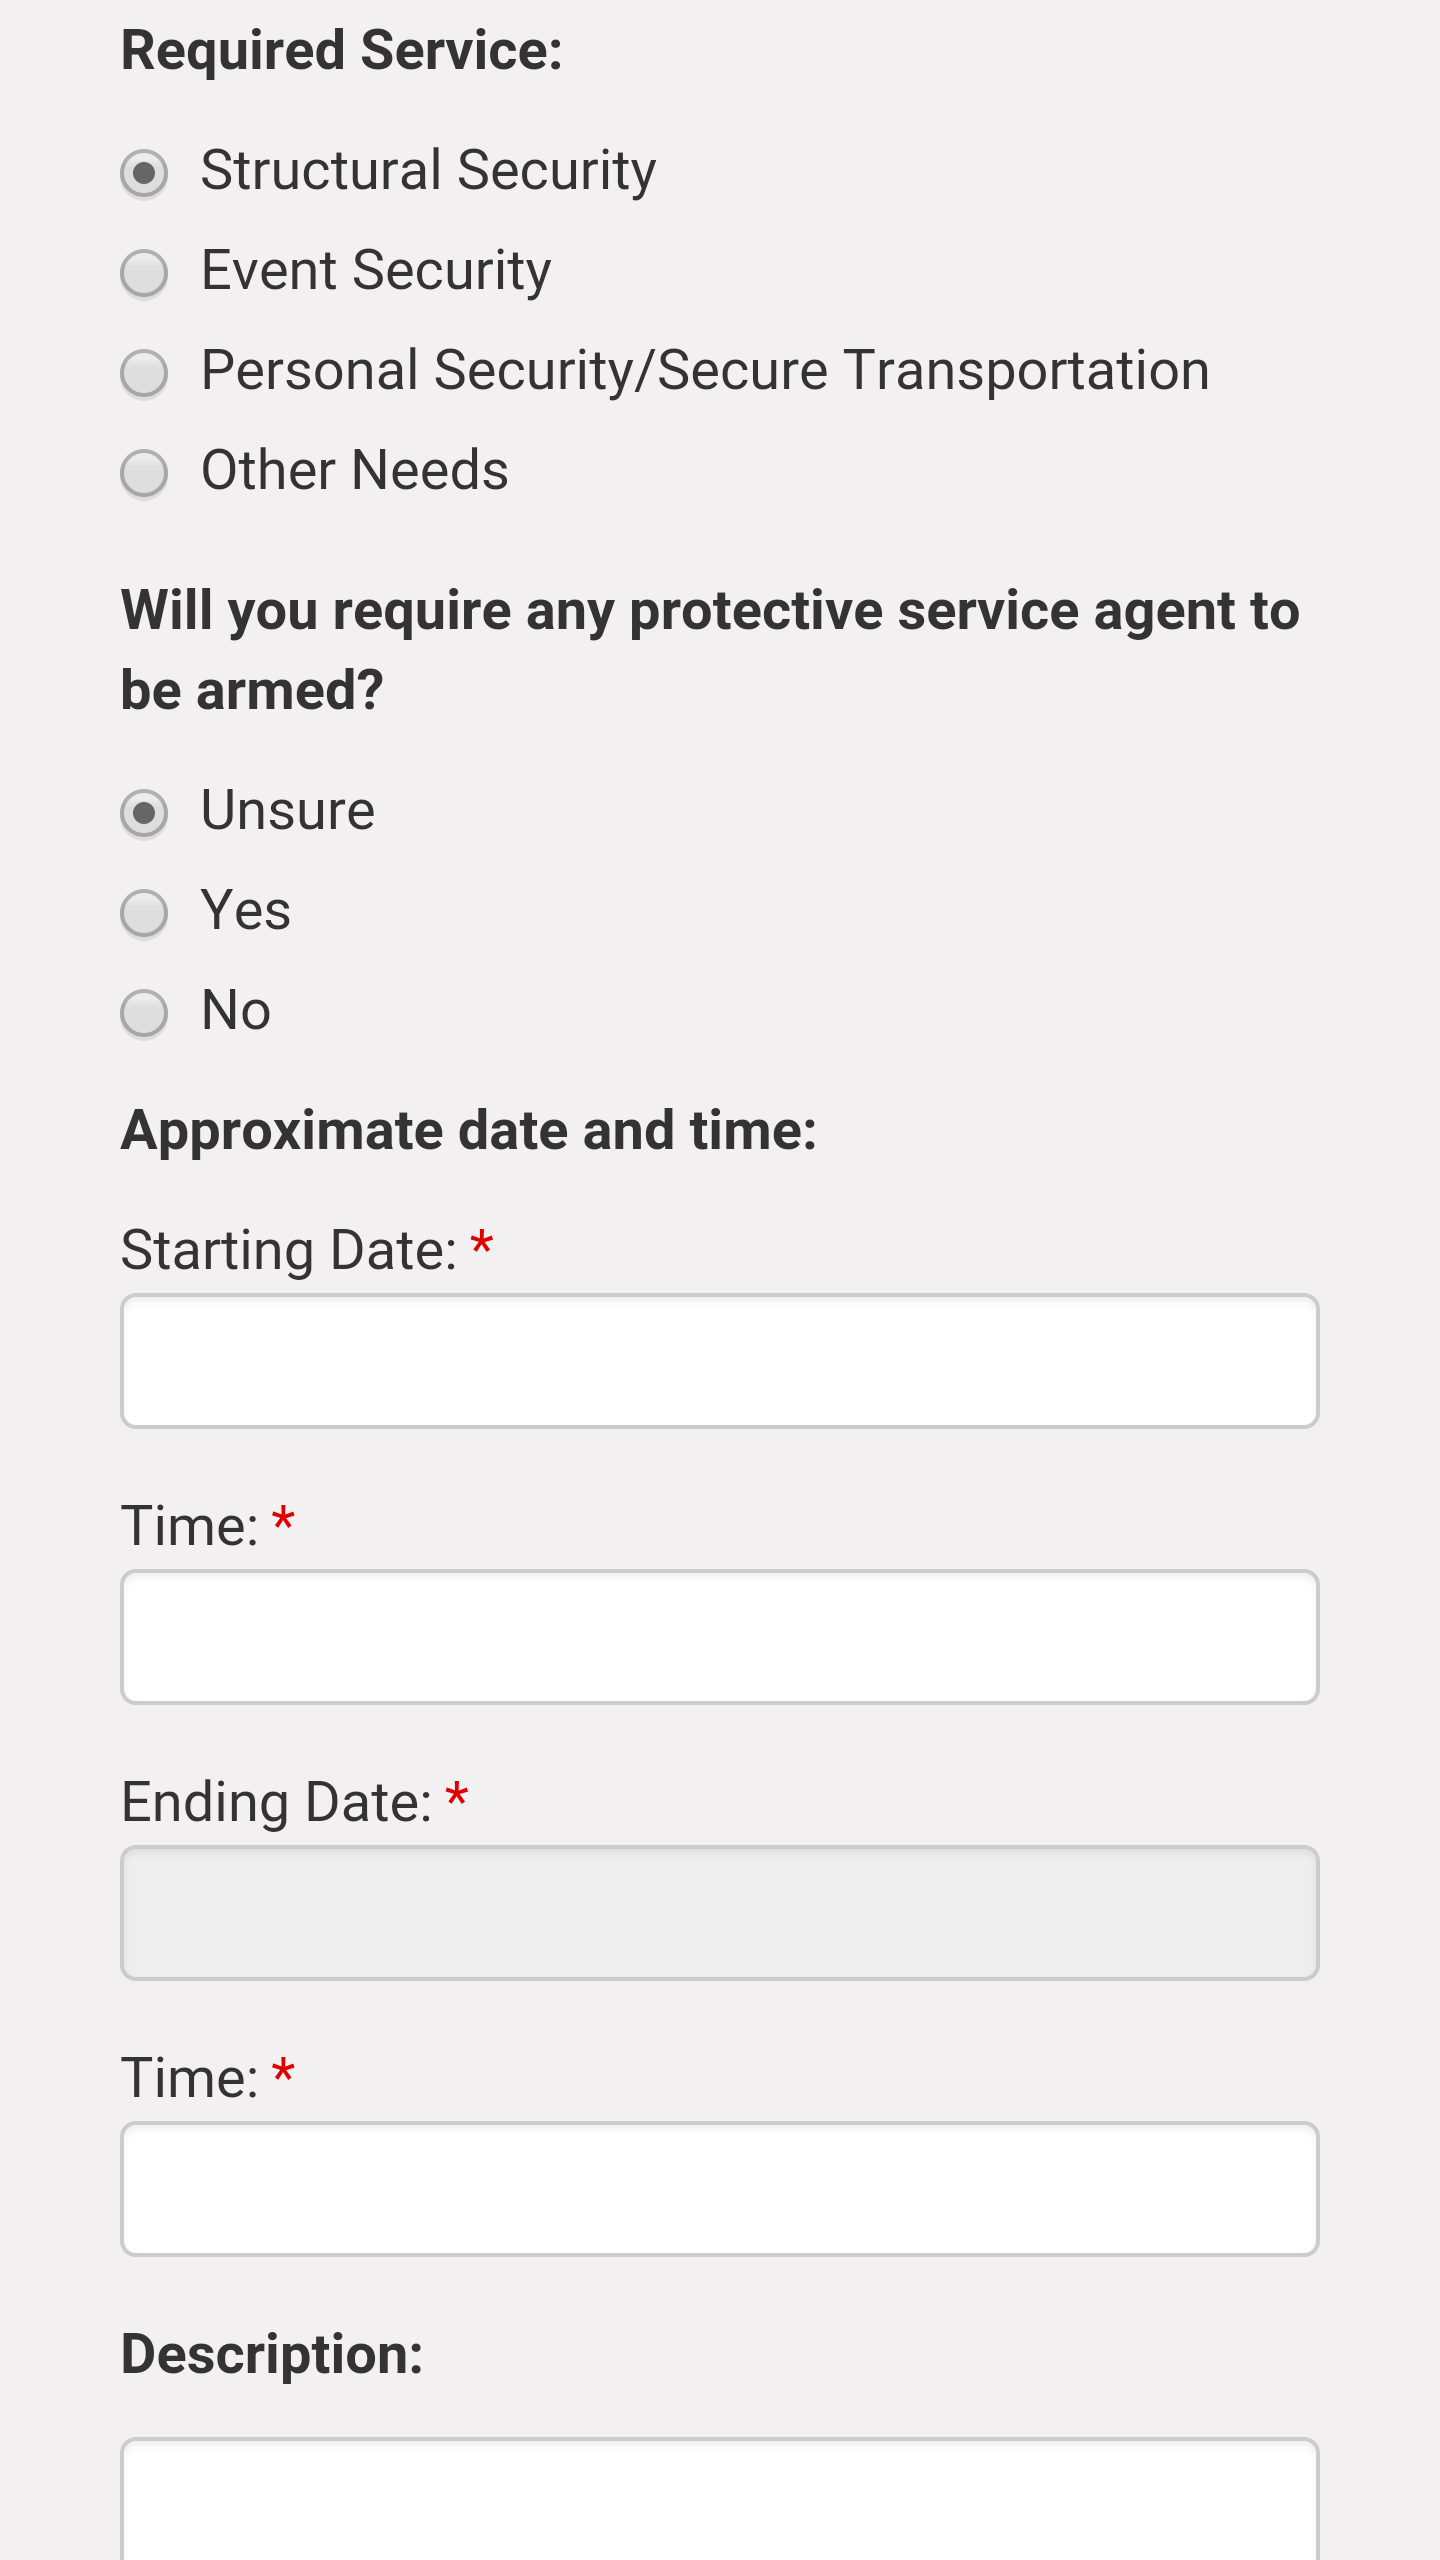 Required Service:
Structural Security
Event Security
Personal Security/Secure Transportation
Other Needs
Will you require any protective service agent to
be armed?
Unsure
Yes
No
Approximate date and time:
Starting Date: *
Time: *
Ending Date: *
Time: *
Description: